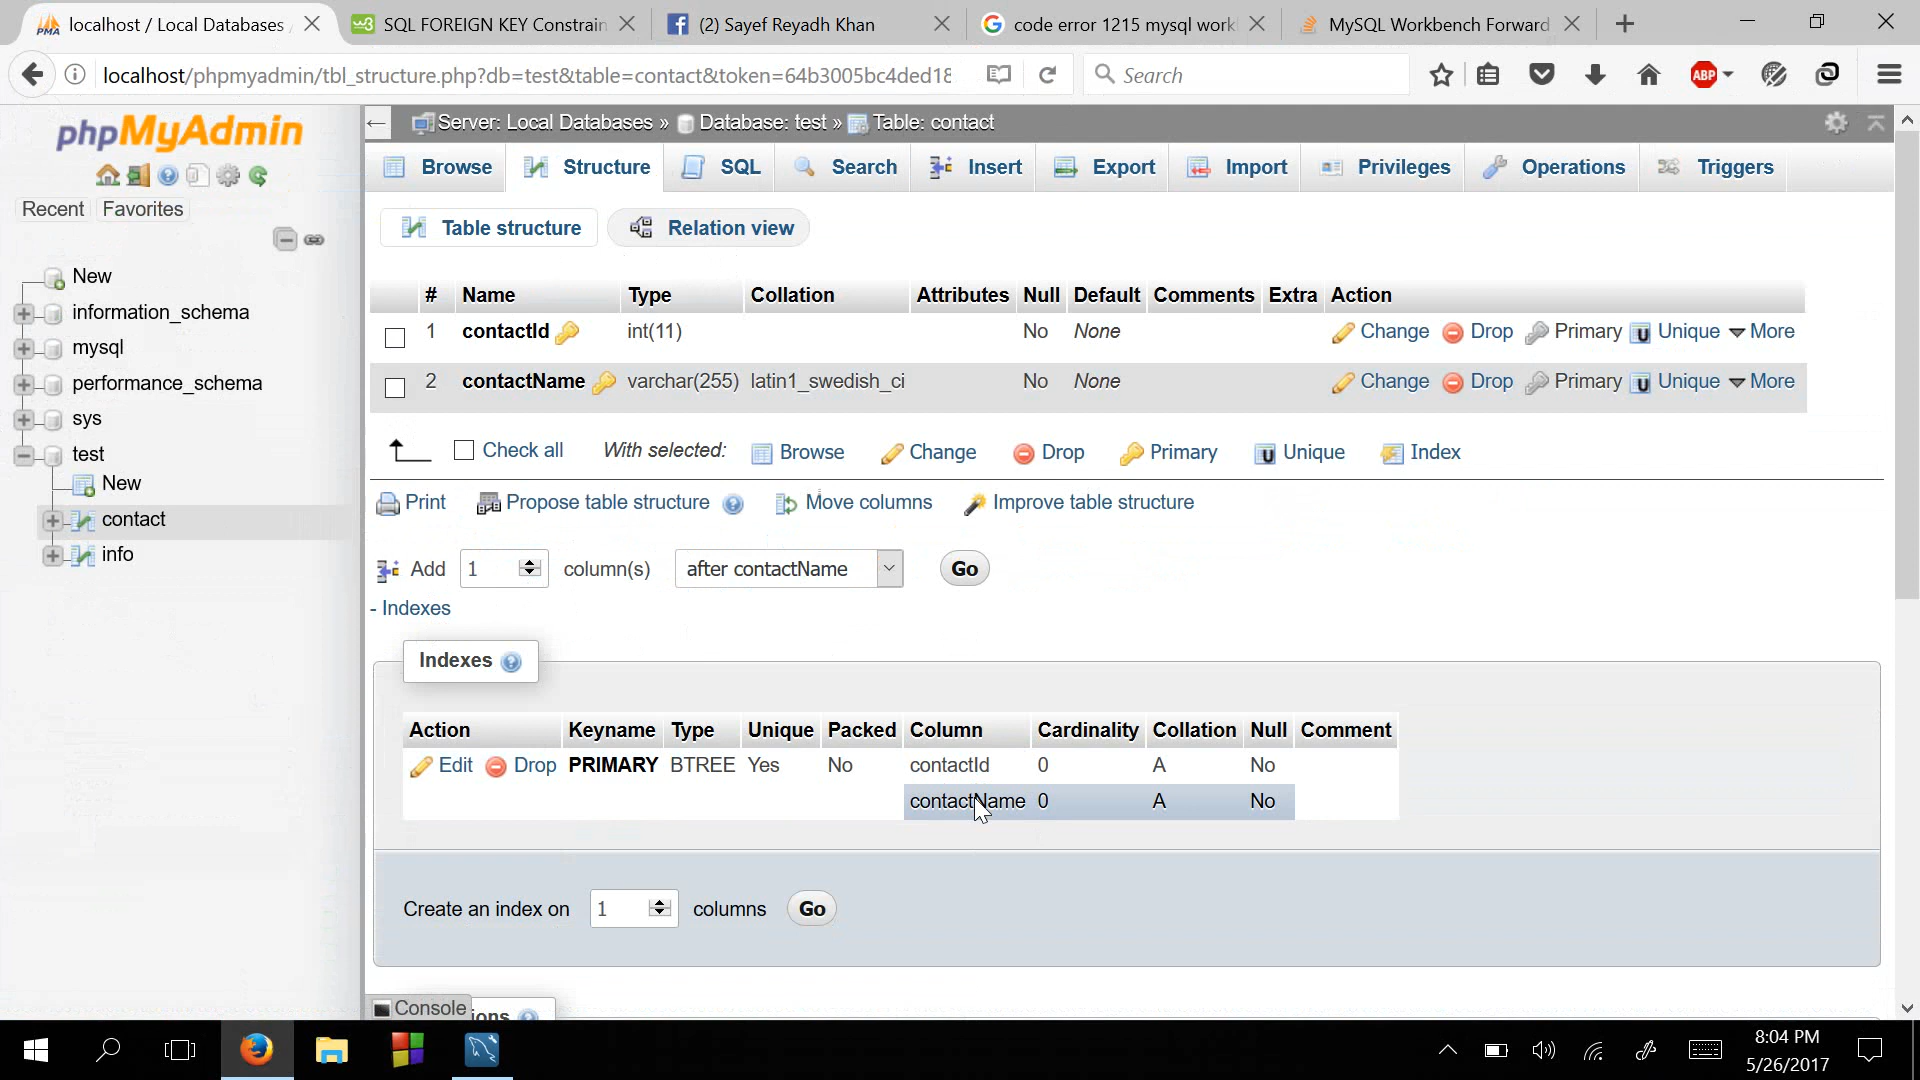 localhost / Local Databases /
SQL FOREIGN KEY Constrain
(2) Sayef Reyadh Khan
code error 1215 mysql work
MySQL Workbench Forward
localhost/phpmyadmin/tbl_structure.php?db=test&table=contact&token=64b3005bc4ded18
Search
ABP
phpMyAdmin
Recent
Favorites
New
information_schema
mysql
performance_schema
sys
test
New
contact
info
Server: Local Databases » Database: test » Table: contact
Browse Structure SQL Search Insert Export Import Privileges Operations Triggers
Table structure Relation view
# Name Type Collation Attributes Null Default Comments Extra Action
1 contactId int(11) No None Change Drop Primary Unique More
2 contactName varchar(255) latin1_swedish_ci No None Change Drop Primary Unique More
Check all With selected: Browse Change Drop Primary Unique Index
Print Propose table structure Move columns Improve table structure
Add 1 column(s) after contactName Go
- Indexes
Indexes
Action Keyname Type Unique Packed Column Cardinality Collation Null Comment
Edit Drop PRIMARY BTREE Yes No contactId 0 A No
contactName 0 A No
Create an index on 1 columns Go
Console
ions
8:04 PM
5/26/2017